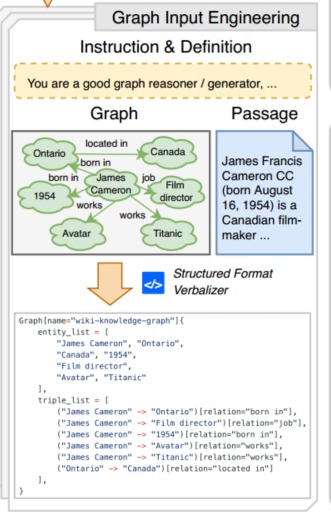 Graph Input Engineering
Instruction & Definition
You are a good graph reasoner / generator, ...
Graph
Passage
Ontario
located in
Canada
born in
born in
James
Cameron
job
Film
director
1954
works
works
Avatar
Titanic
James Francis
Cameron CC
(born August
16, 1954) is a
Canadian film-
maker ...
</>
Structured Format
Verbalizer
Graph[name="wiki-knowledge-graph"]{
    entity_list = [
        "James Cameron", "Ontario",
        "Canada", "1954",
        "Film director",
        "Avatar", "Titanic"
    ],
    triple_list = [
        ("James Cameron" -> "Ontario")[relation="born in"],
        ("James Cameron" -> "Film director")[relation="job"],
        ("James Cameron" -> "1954")[relation="born in"],
        ("James Cameron" -> "Avatar")[relation="works"],
        ("James Cameron" -> "Titanic")[relation="works"],
        ("Ontario" -> "Canada")[relation="located in"]
    ],
}